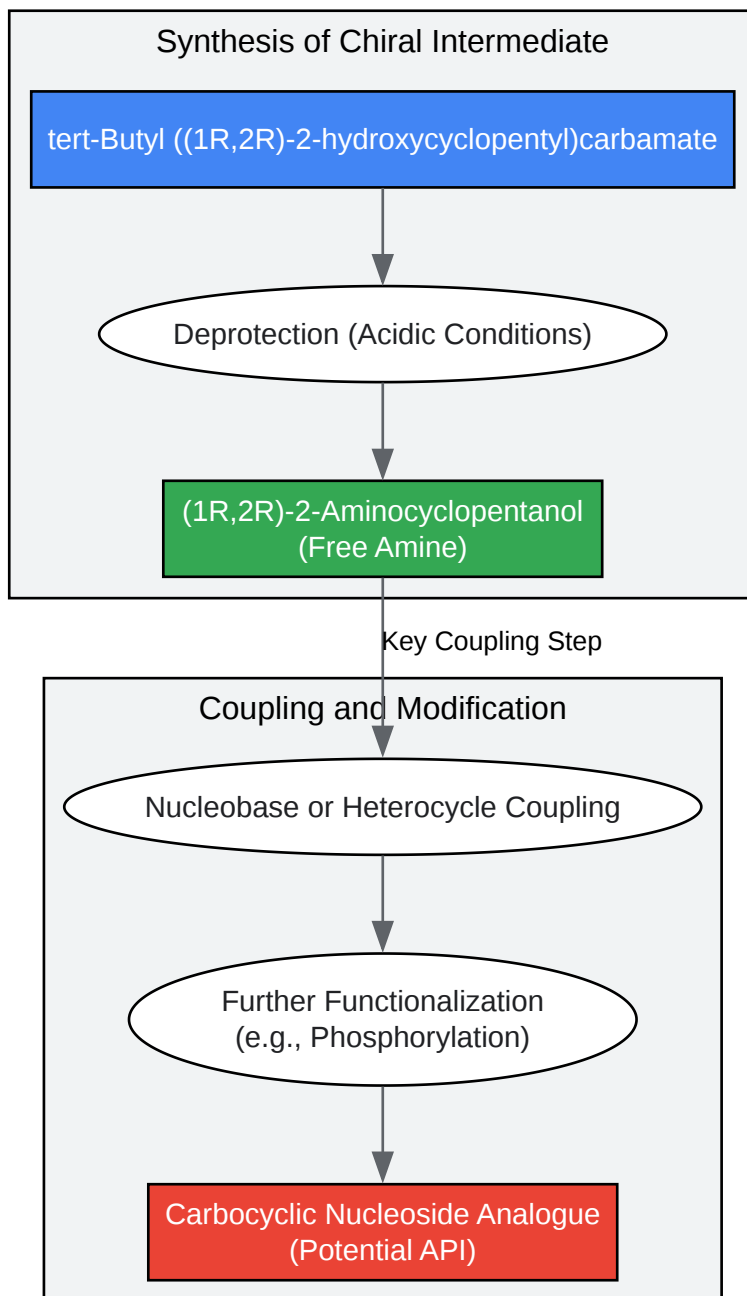 Synthesis of Chiral Intermediate
tert-Butyl ((1R,2R)-2-hydroxycyclopentyl)carbamate
Deprotection (Acidic Conditions)
(1R,2R)-2-Aminocyclopentanol
(Free Amine)
Key Coupling Step
Coupling and Modification
Nucleobase or Heterocycle Coupling
Further Functionalization
(e.g., Phosphorylation)
Carbocyclic Nucleoside Analogue
(Potential API)